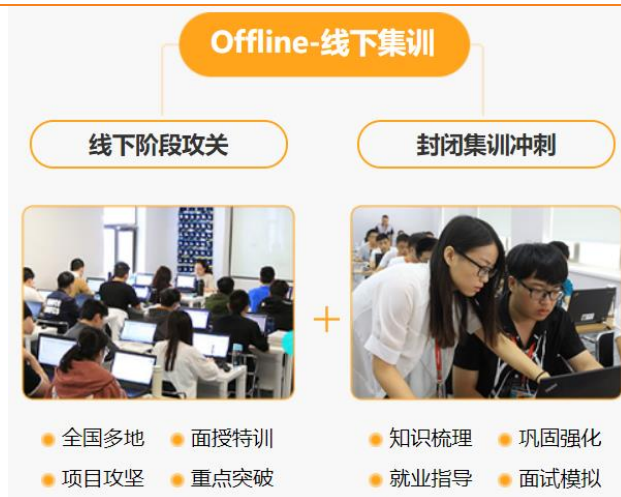 Offline-线下集训
线下阶段攻关
封闭集训冲刺
+
全国多地 面授特训
项目攻坚 重点突破
知识梳理 巩固强化
就业指导 面试模拟